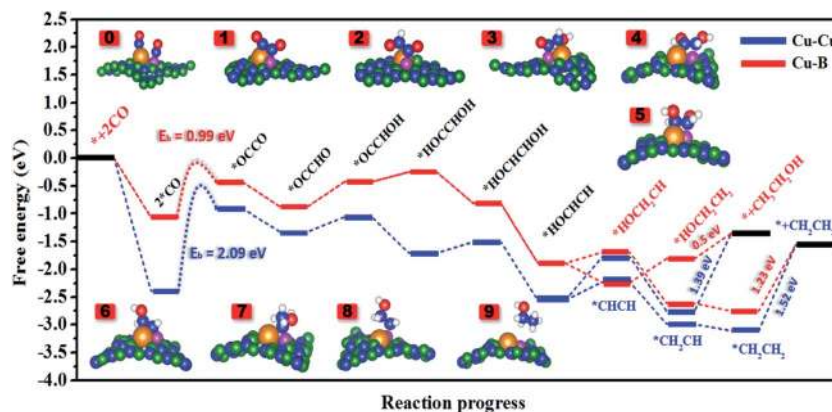 2.5
2.0
1.5
1.0
0.5
0.0
-0.5
-1.0
-1.5
-2.0
-2.5
-3.0
-3.5
-4.0
Free energy (eV)
Reaction progress
0
1
2
3
4
5
6
7
8
9
Cu-Cu
Cu-B
*+2CO
2*CO
E_b = 0.99 eV
E_b = 2.09 eV
*OCCO
*OCCHO
*OCCHOH
*HOCCHOH
*HOCHCHOH
*HOCHCH
*HOCH₂CH
*HOCH₂CH₂
*+CH₃CH₂OH
*+CH₂CH₂
0.5 eV
1.39 eV
1.23 eV
1.52 eV
*CHCH
*CH₂CH
*CH₂CH₂